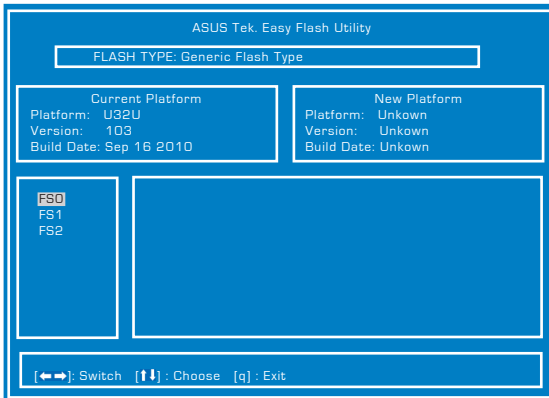 ASUS Tek. Easy Flash Utility
FLASH TYPE: Generic Flash Type
Current Platform
Platform: U32U
Version: 103
Build Date: Sep 16 2010
New Platform
Platform: Unkown
Version: Unkown
Build Date: Unkown
FS0
FS1
FS2
[⬅➡]: Switch [⬆⬇] : Choose [q] : Exit